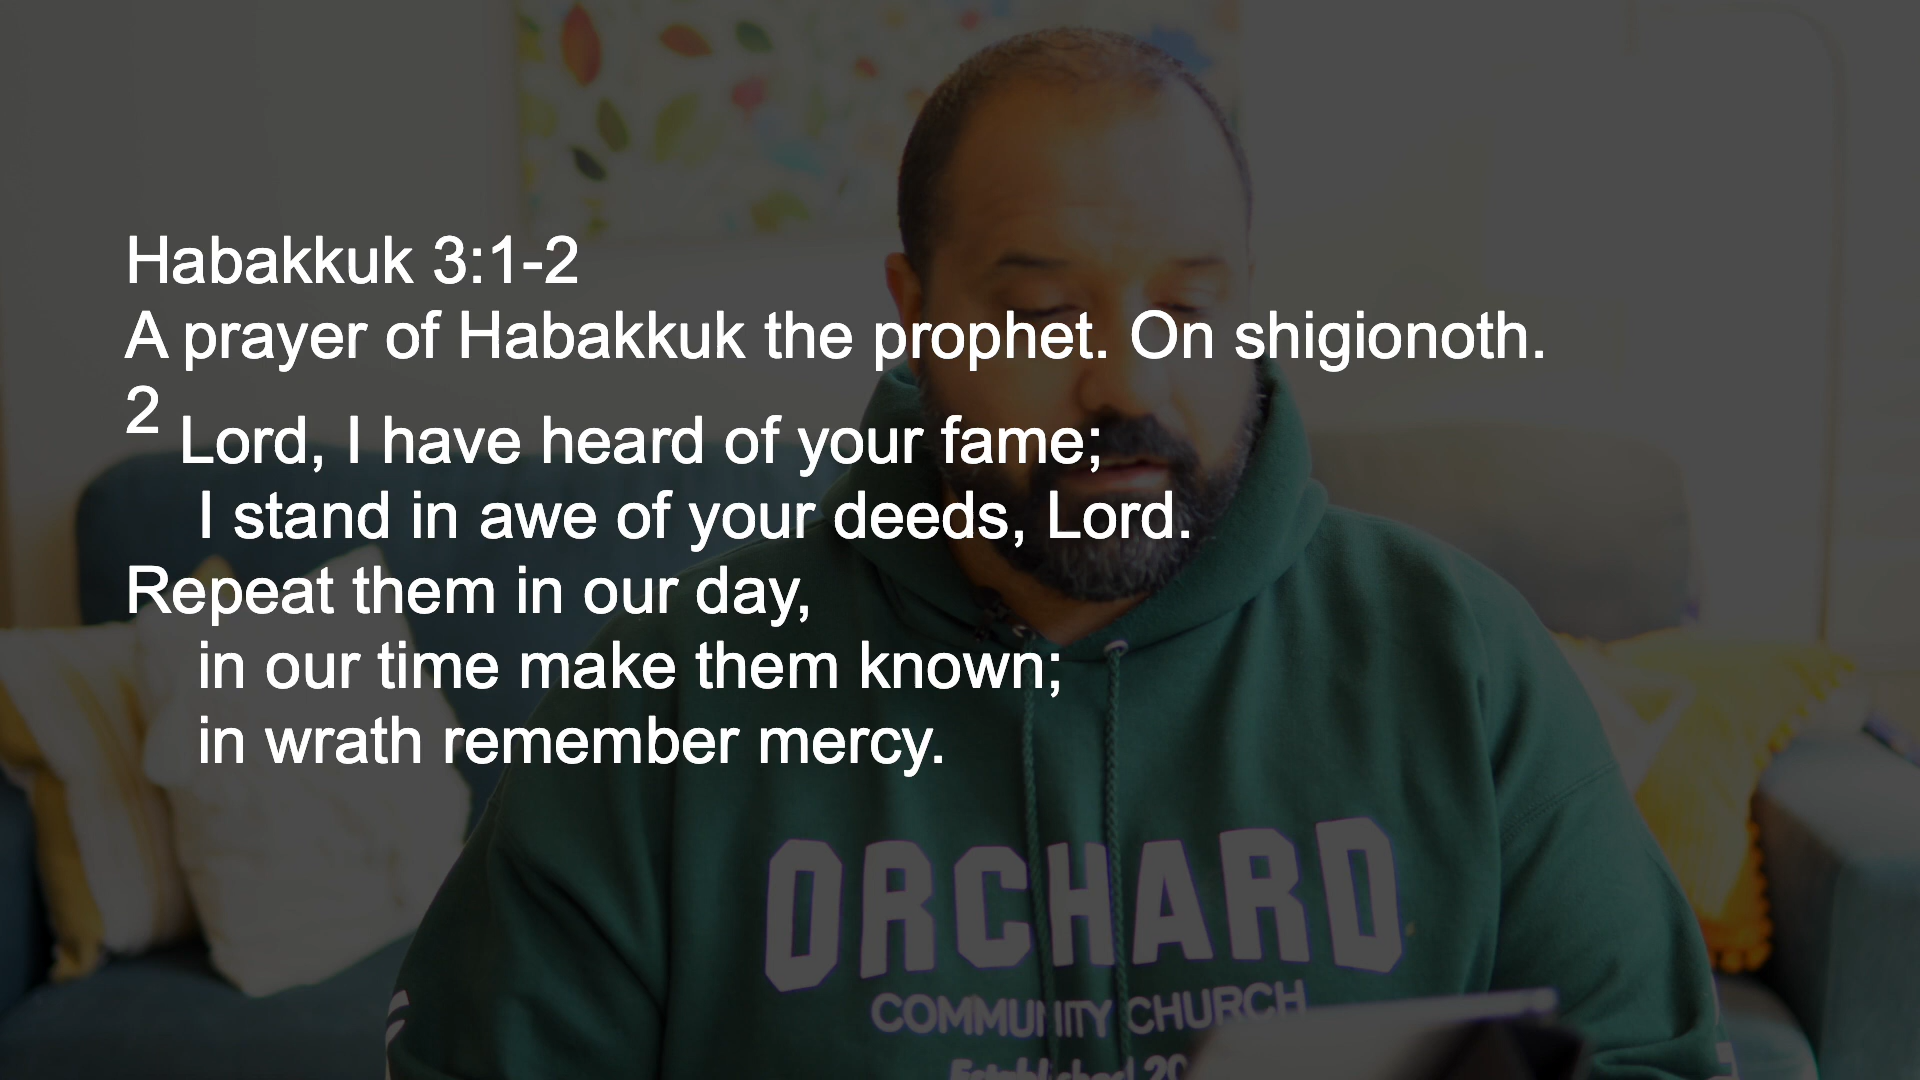 Habakkuk 3:1-2
A prayer of Habakkuk the prophet. On shigionoth.
2 Lord, I have heard of your fame;
I stand in awe of your deeds, Lord.
Repeat them in our day,
in our time make them known;
in wrath remember mercy.
ORCHARD
COMMUNITY CHURCH
Established